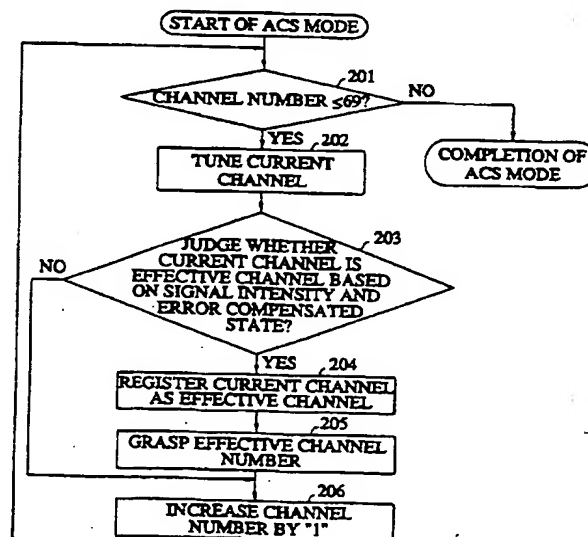 START OF ACS MODE
201
CHANNEL NUMBER ≤69?
NO
YES
202
TUNE CURRENT
CHANNEL
COMPLETION OF
ACS MODE
203
NO
JUDGE WHETHER
CURRENT CHANNEL IS
EFFECTIVE CHANNEL BASED
ON SIGNAL INTENSITY AND
ERROR COMPENSATED
STATE?
YES
204
REGISTER CURRENT CHANNEL
AS EFFECTIVE CHANNEL
205
GRASP EFFECTIVE CHANNEL
NUMBER
206
INCREASE CHANNEL
NUMBER BY "1"